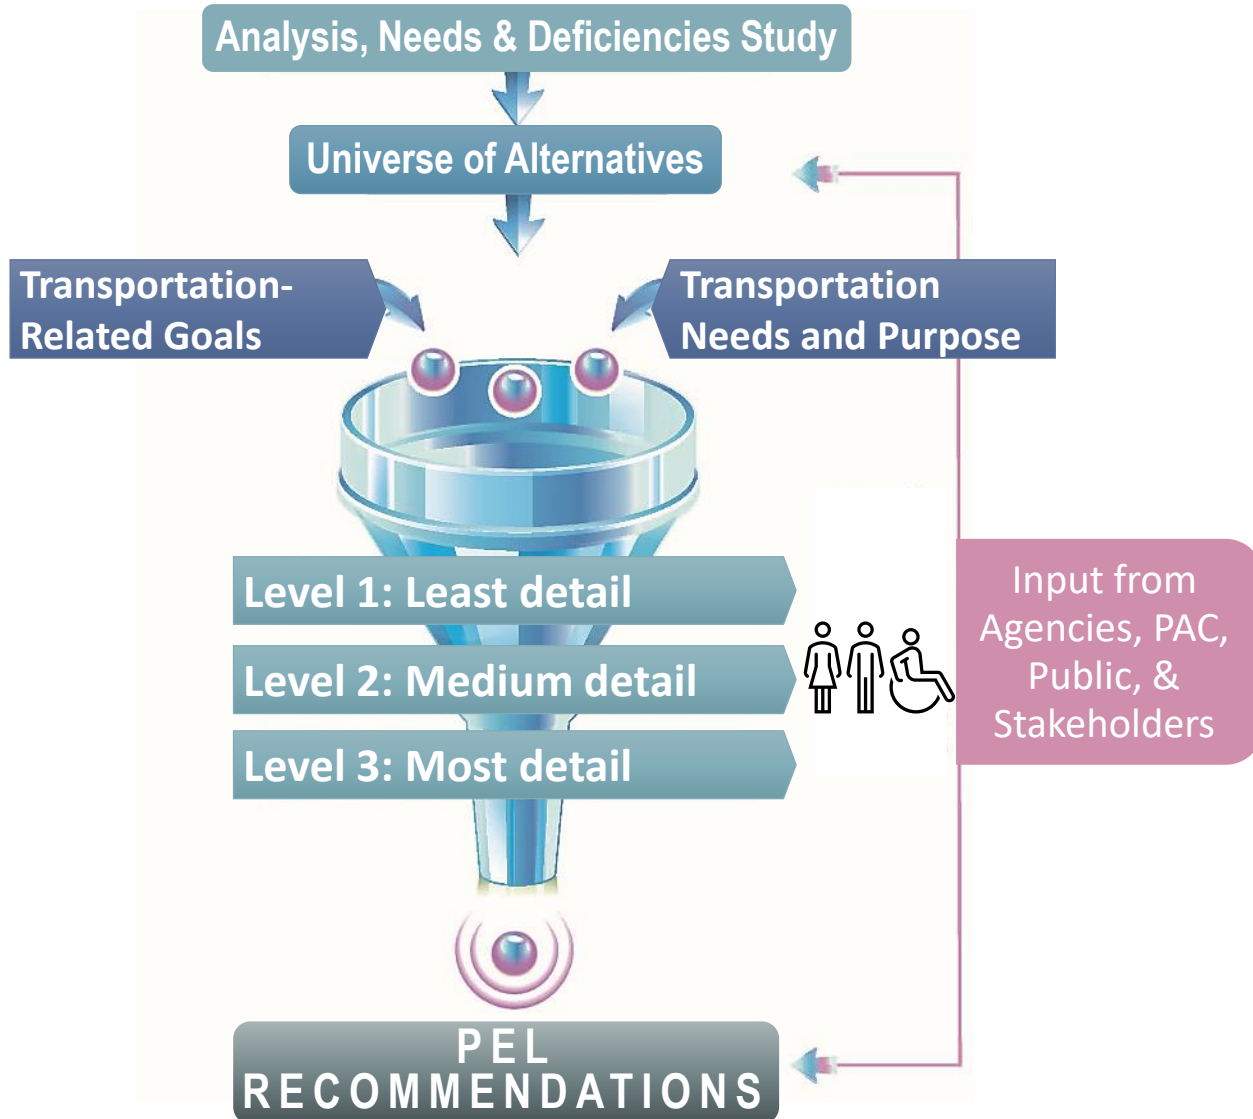 Analysis, Needs & Deficiencies Study
Universe of Alternatives
Transportation-
Related Goals
Transportation
Needs and Purpose
Level 1: Least detail
Level 2: Medium detail
Level 3: Most detail
Input from
Agencies, PAC,
Public, &
Stakeholders
PEL
RECOMMENDATIONS